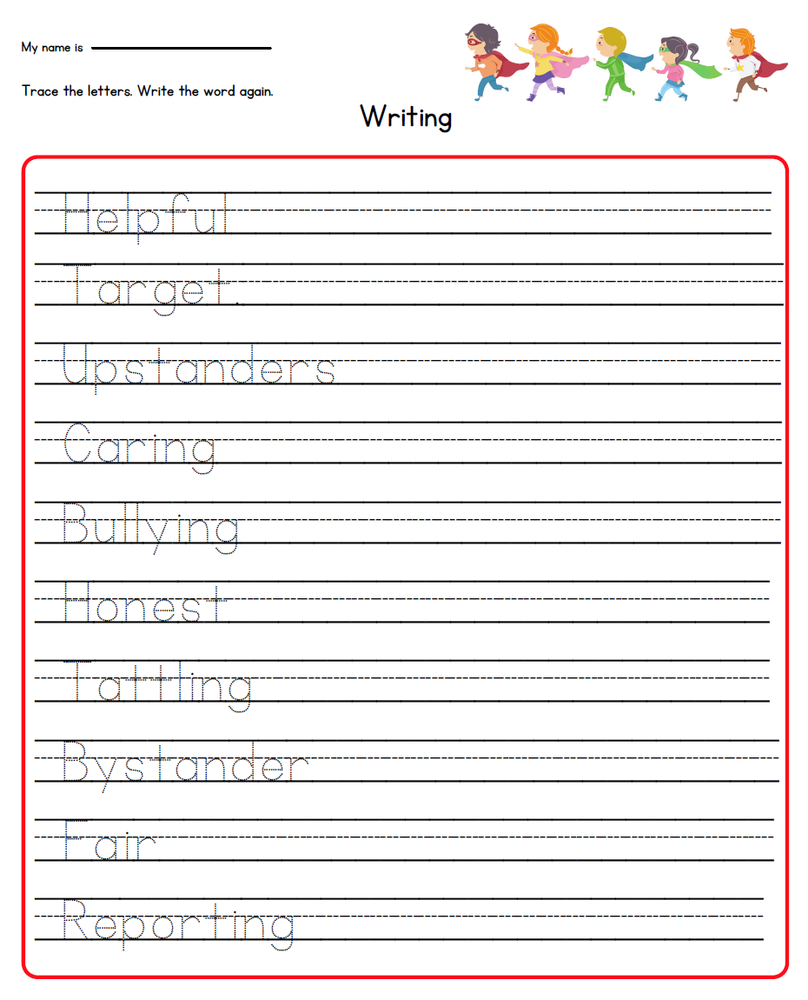 My name is
Trace the letters. Write the word again.
Writing
Helpful
Target.
Upstanders
Caring
Bullying
Honest
Tattling
Bystander
Fair
Reporting